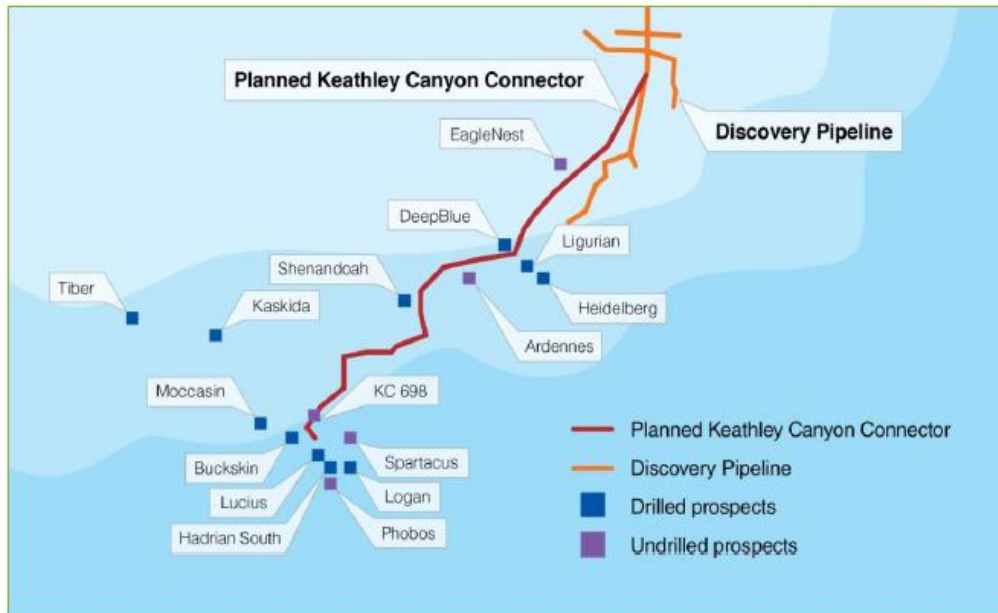 Planned Keathley Canyon Connector
Discovery Pipeline
EagleNest
DeepBlue
Ligurian
Shenandoah
Heidelberg
Tiber
Kaskida
Ardennes
Moccasin
KC 698
Buckskin
Spartacus
Lucius
Logan
Hadrian South
Phobos
Planned Keathley Canyon Connector
Discovery Pipeline
Drilled prospects
Undrilled prospects